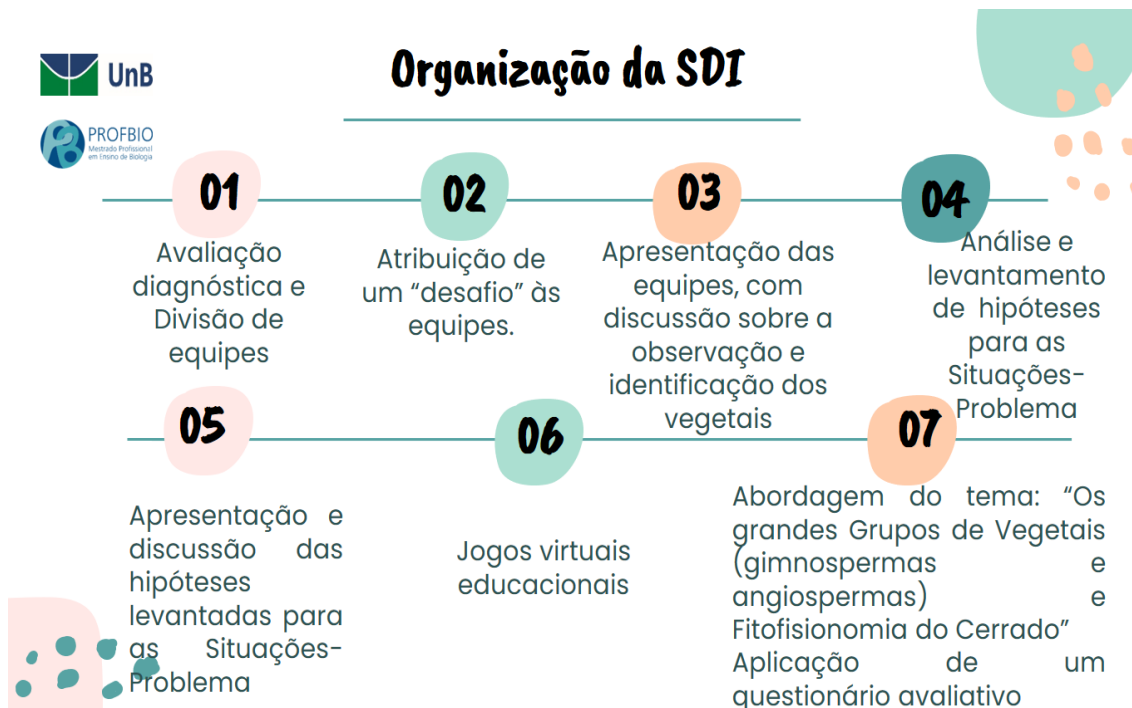 UnB
PROFBIO
Mestrado Profissional
em Ensino de Biologia
Organização da SDI
01
Avaliação
diagnóstica e
Divisão de
equipes
02
Atribuição de
um “desafio” às
equipes.
03
Apresentação das
equipes, com
discussão sobre a
observação e
identificação dos
vegetais
04
Análise e
levantamento
de hipóteses
para as
Situações-
Problema
05
Apresentação e
discussão das
hipóteses
levantadas para
as Situações-
Problema
06
Jogos virtuais
educacionais
07
Abordagem do tema: “Os
grandes Grupos de Vegetais
(gimnospermas e
angiospermas) e
Fitofisionomia do Cerrado”
Aplicação de um
questionário avaliativo